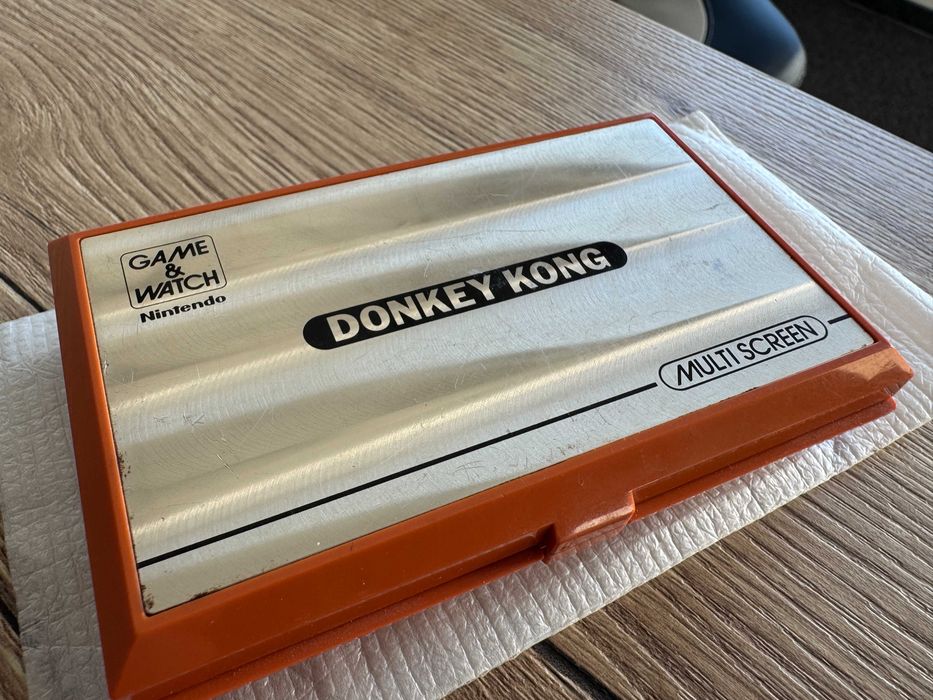 GAME
&
WATCH
Nintendo
DONKEY KONG
MULTI SCREEN